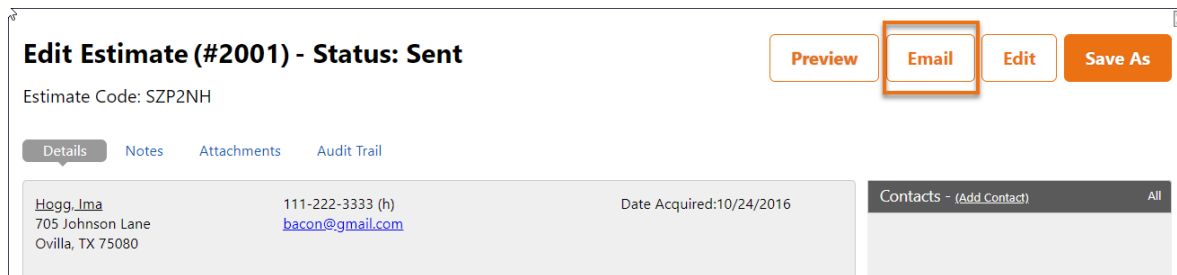 Edit Estimate (#2001) - Status: Sent
Preview
Email
Edit
Save As
Estimate Code: SZP2NH
Details
Notes
Attachments
Audit Trail
Hogg, Ima
705 Johnson Lane
Ovilla, TX 75080
111-222-3333 (h)
bacon@gmail.com
Date Acquired:10/24/2016
Contacts - (Add Contact)
All